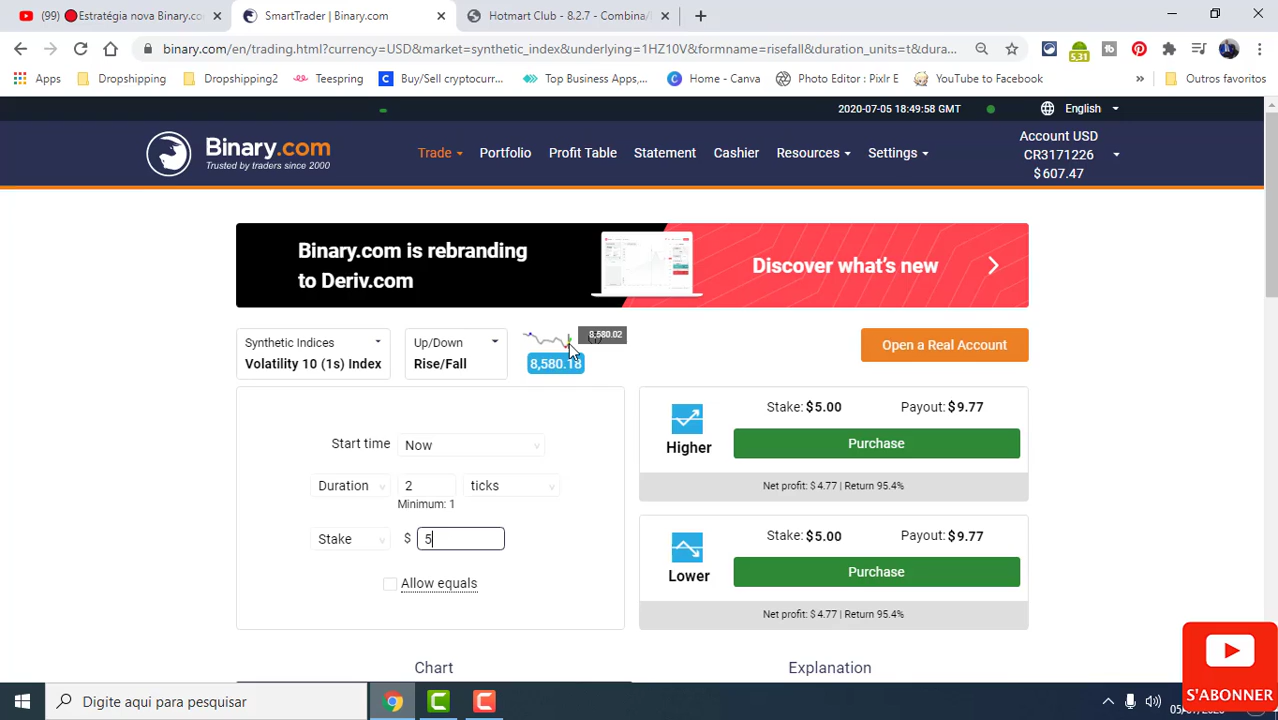 (99) 🔴Estratégia nova Binary.com
SmartTrader | Binary.com
Hotmart Club - 8.2.7 - Combina/
binary.com/en/trading.html?currency=USD&market=synthetic_index&underlying=1HZ10V&formname=risefall&duration_units=t&dura...
5,31
Apps
Dropshipping
Dropshipping2
Teespring
Buy/Sell cryptocur...
Top Business Apps,...
Home - Canva
Photo Editor : Pixlr E
YouTube to Facebook
»
Outros favoritos
2020-07-05 18:49:58 GMT
English
Binary.com
Trusted by traders since 2000
Trade
Portfolio
Profit Table
Statement
Cashier
Resources
Settings
Account USD
CR3171226
$607.47
Binary.com is rebranding
to Deriv.com
Discover what's new
Synthetic Indices
Volatility 10 (1s) Index
Up/Down
Rise/Fall
8,580.02
8,580.18
Open a Real Account
Start time
Now
Duration
2
ticks
Minimum: 1
Stake
$
5
Allow equals
Higher
Stake: $5.00
Payout: $9.77
Purchase
Net profit: $4.77 | Return 95.4%
Lower
Stake: $5.00
Payout: $9.77
Purchase
Net profit: $4.77 | Return 95.4%
Chart
Explanation
S'ABONNER
Digite aqui para pesquisar